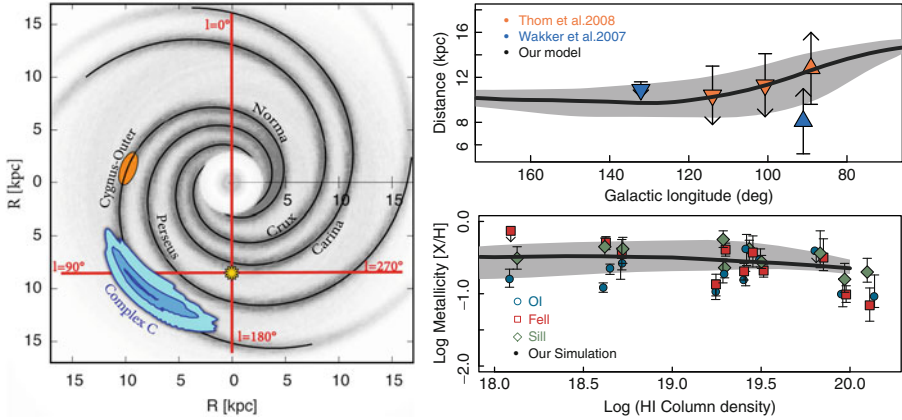 15
10
5
0
5
10
15
R [kpc]
l=0°
Norma
Cygnus-Outer
5
10
15
Perseus
Crux
Carina
l=90°
l=270°
Complex C
l=180°
15 10 5 0 5 10 15
R [kpc]
Thom et al.2008
Wakker et al.2007
Our model
16
12
8
6
Distance (kpc)
160 140 120 100 80 60
Galactic longitude (deg)
0.0
−1.0
−2.0
Log Metallicity [X/H]
OI
FeII
SiII
Our Simulation
18.0 18.5 19.0 19.5 20.0
Log (HI Column density)